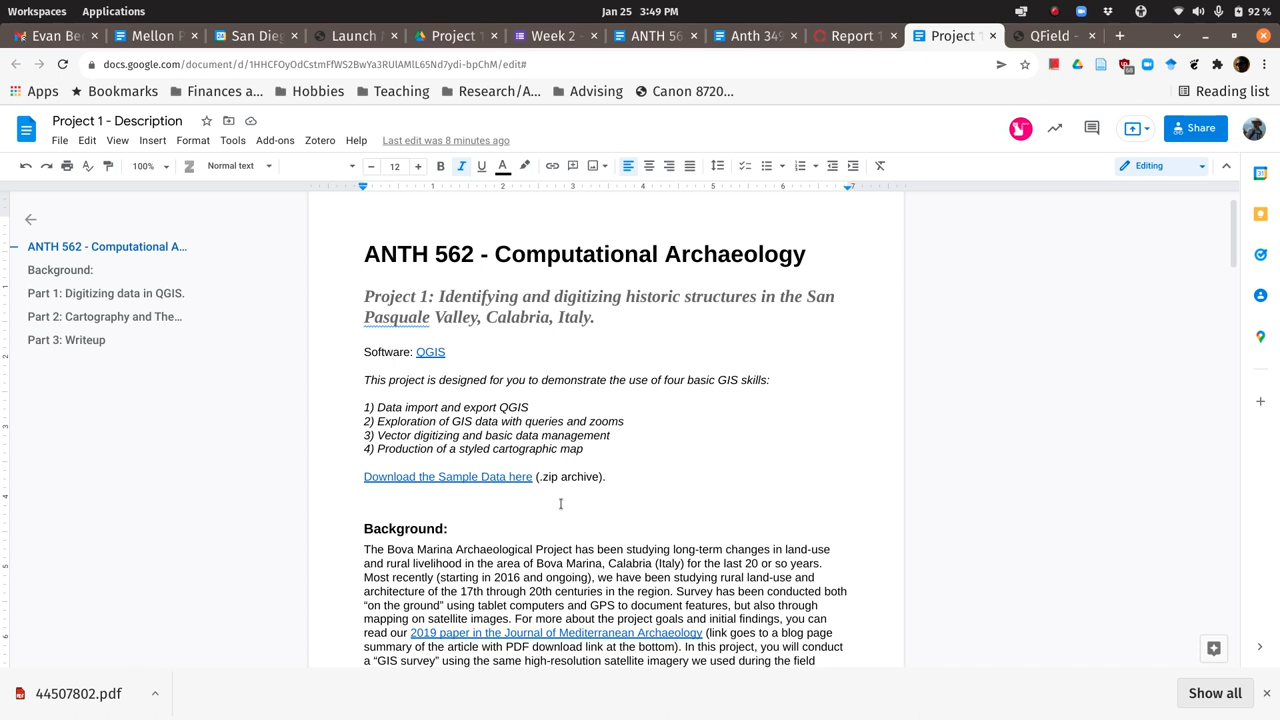 Workspaces Applications Jan 25 3:49 PM 92 %
Evan Be Mellon P San Dieg Launch Project 1 Week 2 - ANTH 56 Anth 349 Report 1 Project 1 QField -
docs.google.com/document/d/1HHCFOyOdCstmFfWS2BwYa3RUlAMlL65Nd7ydi-bpChM/edit#
68
Apps Bookmarks Finances a... Hobbies Teaching Research/A... Advising Canon 8720... Reading list
Project 1 - Description
File Edit View Insert Format Tools Add-ons Zotero Help Last edit was 8 minutes ago
Share
100% Normal text 12 B I U A Editing
1 2 3 4 5 6 7
ANTH 562 - Computational A...
Background:
Part 1: Digitizing data in QGIS.
Part 2: Cartography and The...
Part 3: Writeup
ANTH 562 - Computational Archaeology
Project 1: Identifying and digitizing historic structures in the San
Pasquale Valley, Calabria, Italy.
Software: QGIS
This project is designed for you to demonstrate the use of four basic GIS skills:
1) Data import and export QGIS
2) Exploration of GIS data with queries and zooms
3) Vector digitizing and basic data management
4) Production of a styled cartographic map
Download the Sample Data here (.zip archive).
Background:
The Bova Marina Archaeological Project has been studying long-term changes in land-use
and rural livelihood in the area of Bova Marina, Calabria (Italy) for the last 20 or so years.
Most recently (starting in 2016 and ongoing), we have been studying rural land-use and
architecture of the 17th through 20th centuries in the region. Survey has been conducted both
“on the ground” using tablet computers and GPS to document features, but also through
mapping on satellite images. For more about the project goals and initial findings, you can
read our 2019 paper in the Journal of Mediterranean Archaeology (link goes to a blog page
summary of the article with PDF download link at the bottom). In this project, you will conduct
a “GIS survey” using the same high-resolution satellite imagery we used during the field
44507802.pdf Show all